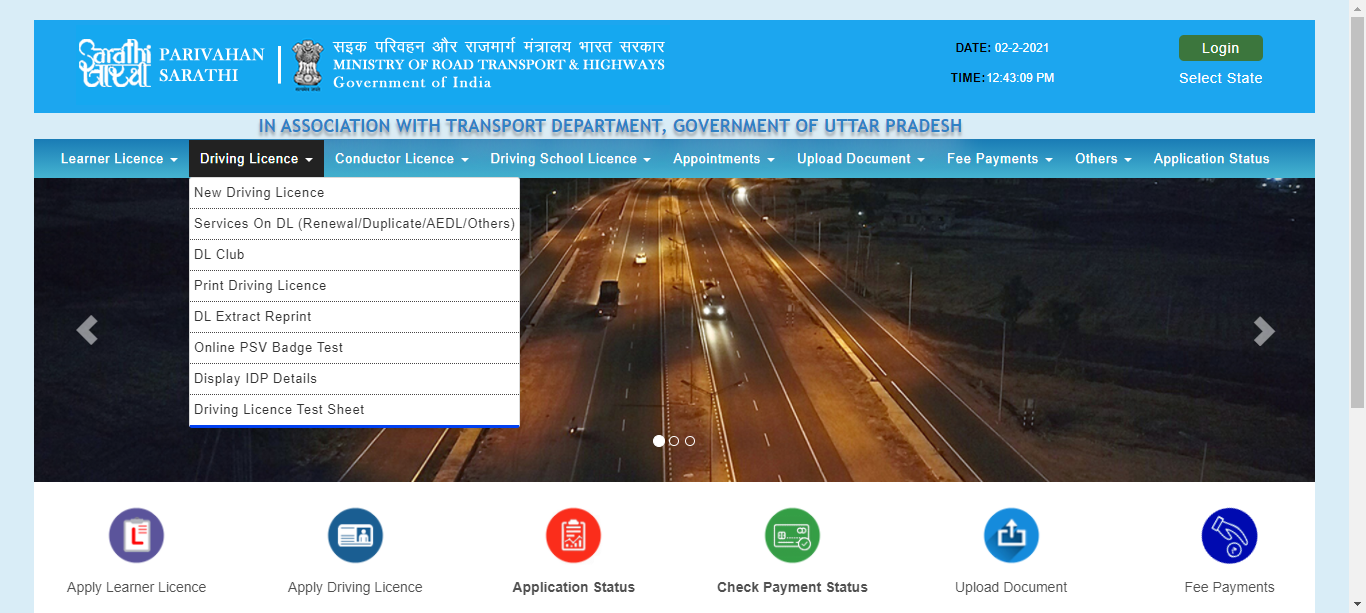 Sarathi
सारथी
PARIVAHAN
SARATHI
सड़क परिवहन और राजमार्ग मंत्रालय भारत सरकार
MINISTRY OF ROAD TRANSPORT & HIGHWAYS
Government of India
DATE: 02-2-2021
TIME:12:43:09 PM
Login
Select State
IN ASSOCIATION WITH TRANSPORT DEPARTMENT, GOVERNMENT OF UTTAR PRADESH
Learner Licence Driving Licence Conductor Licence Driving School Licence Appointments Upload Document Fee Payments Others Application Status
New Driving Licence
Services On DL (Renewal/Duplicate/AEDL/Others)
DL Club
Print Driving Licence
DL Extract Reprint
Online PSV Badge Test
Display IDP Details
Driving Licence Test Sheet
L
Apply Learner Licence Apply Driving Licence Application Status Check Payment Status Upload Document Fee Payments